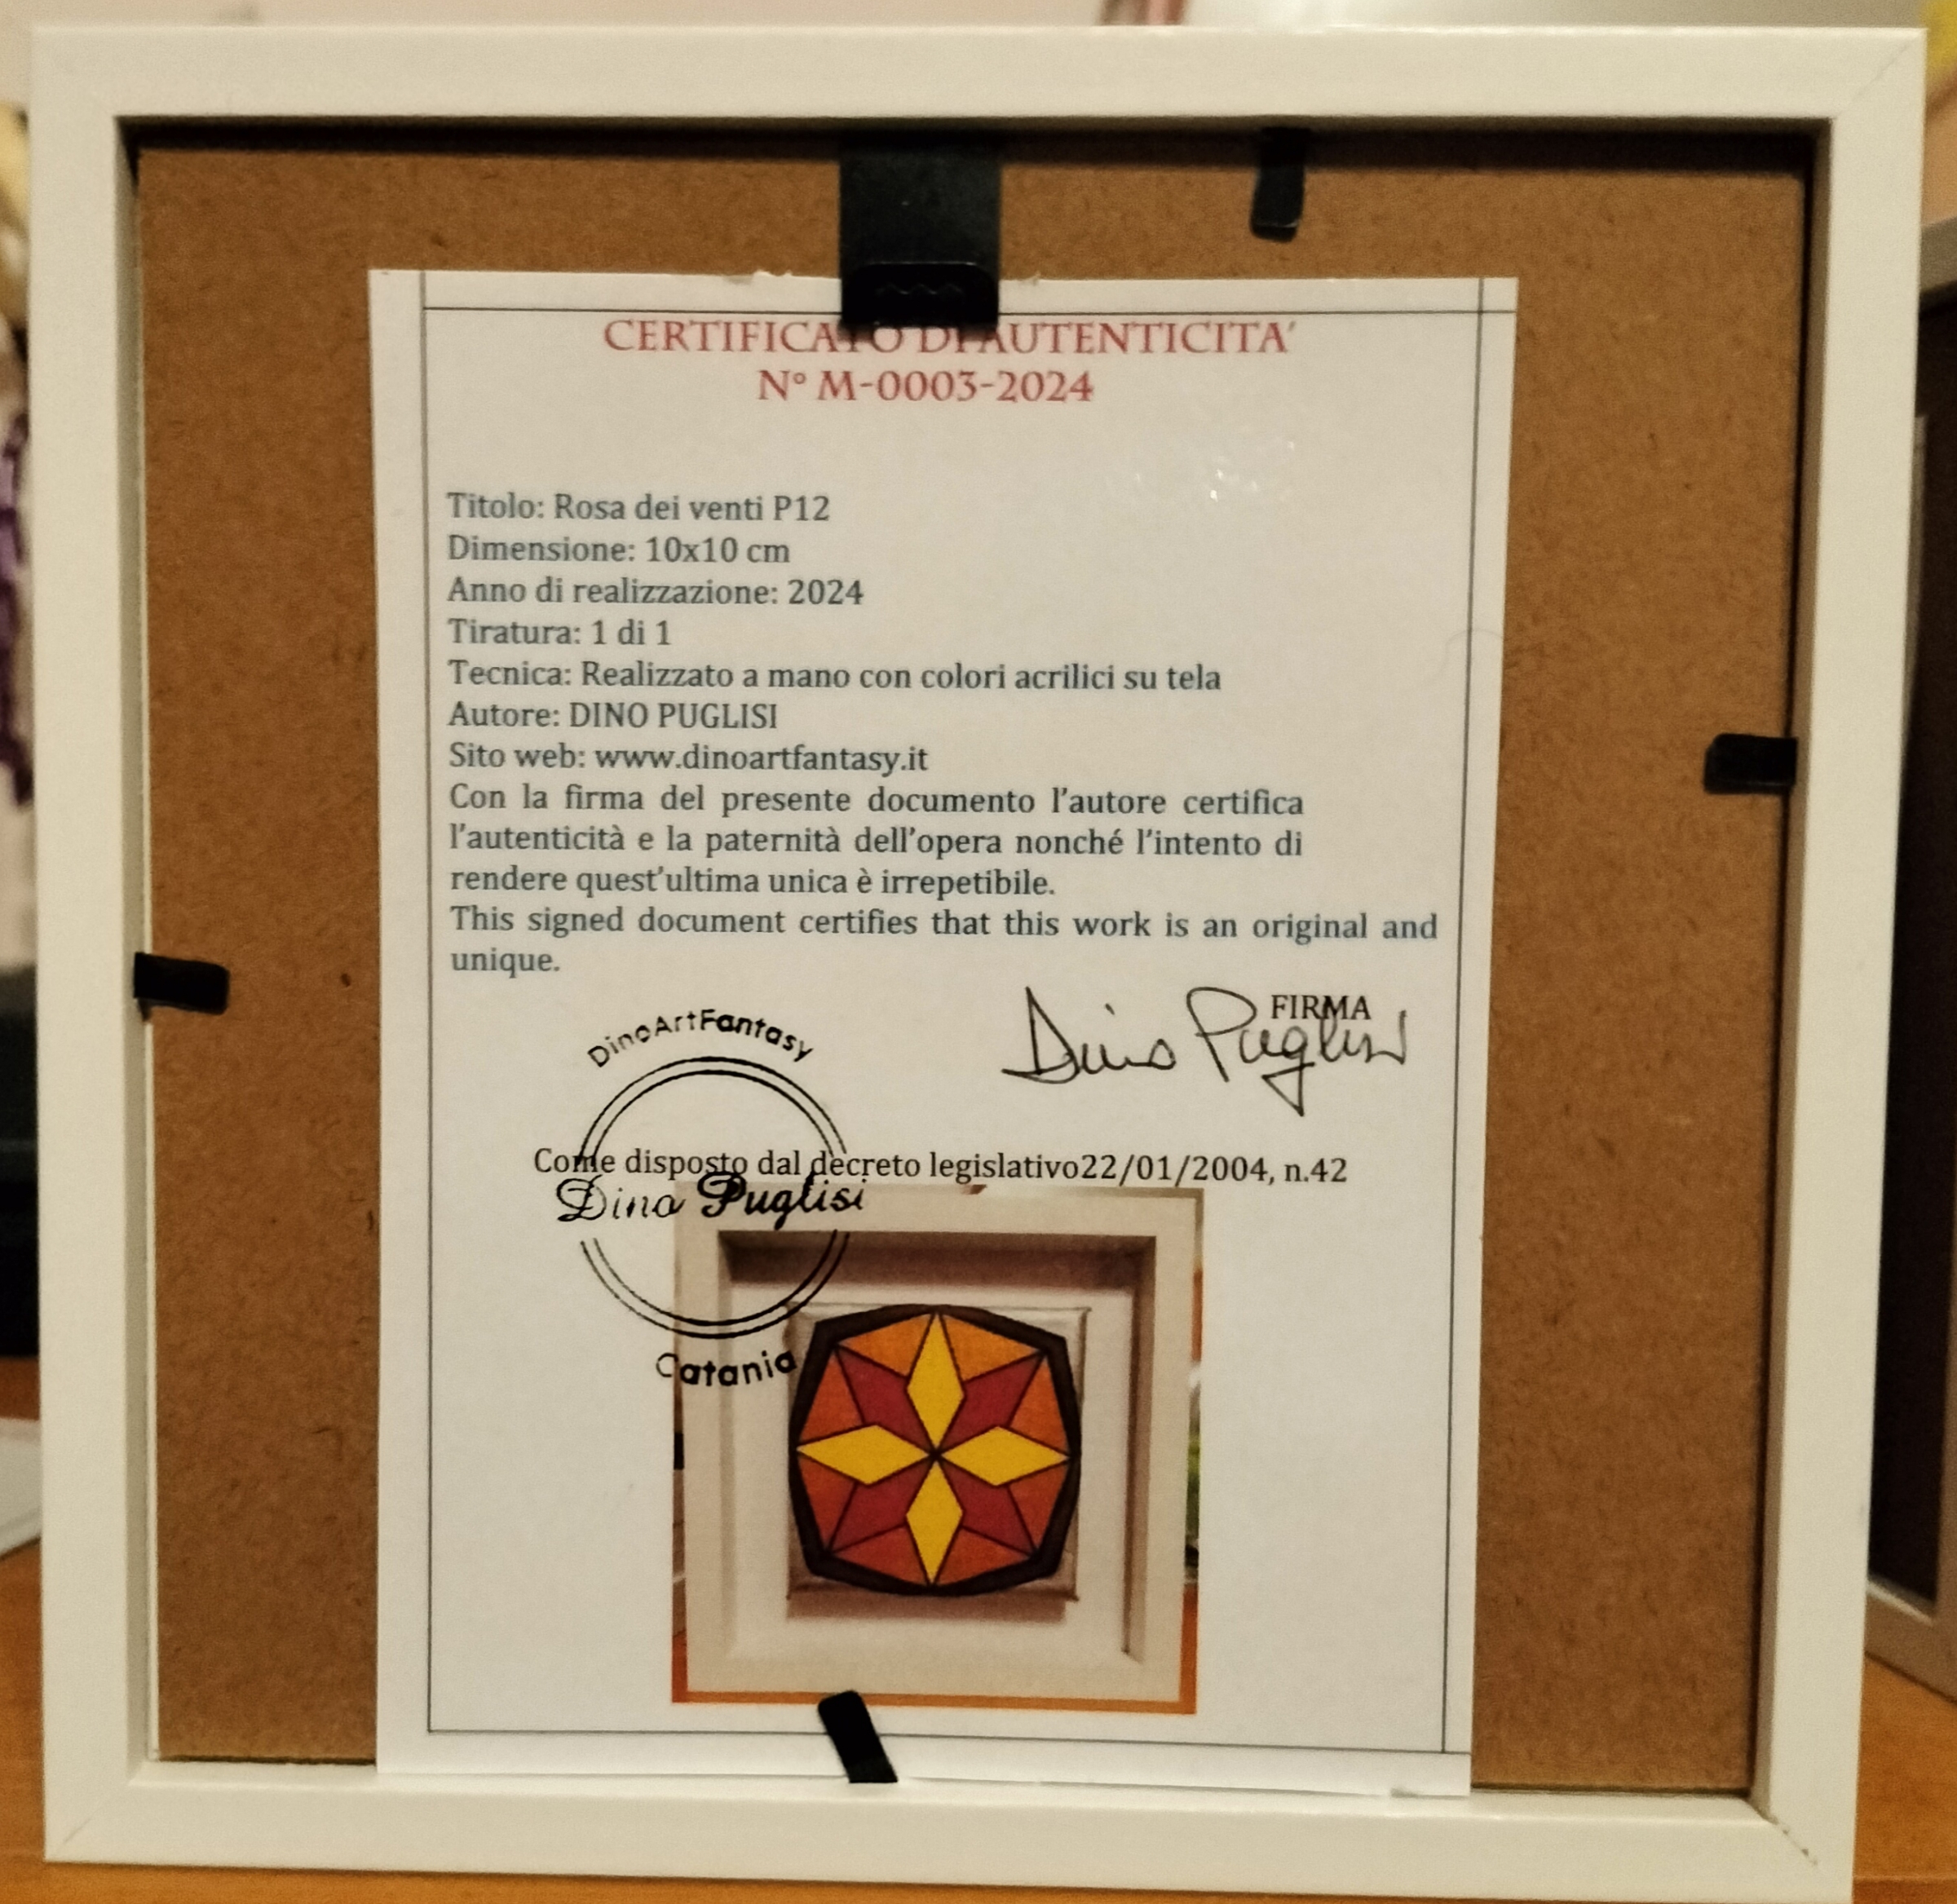 CERTIFICATO DI AUTENTICITA'
N° M-0003-2024
Titolo: Rosa dei venti P12
Dimensione: 10x10 cm
Anno di realizzazione: 2024
Tiratura: 1 di 1
Tecnica: Realizzato a mano con colori acrilici su tela
Autore: DINO PUGLISI
Sito web: www.dinoartfantasy.it
Con la firma del presente documento l'autore certifica
l'autenticità e la paternità dell'opera nonché l'intento di
rendere quest'ultima unica è irrepetibile.
This signed document certifies that this work is an original and
unique.
FIRMA
Dino Puglisi
DinoArtFantasy
Come disposto dal decreto legislativo22/01/2004, n.42
Dino Puglisi
Catania